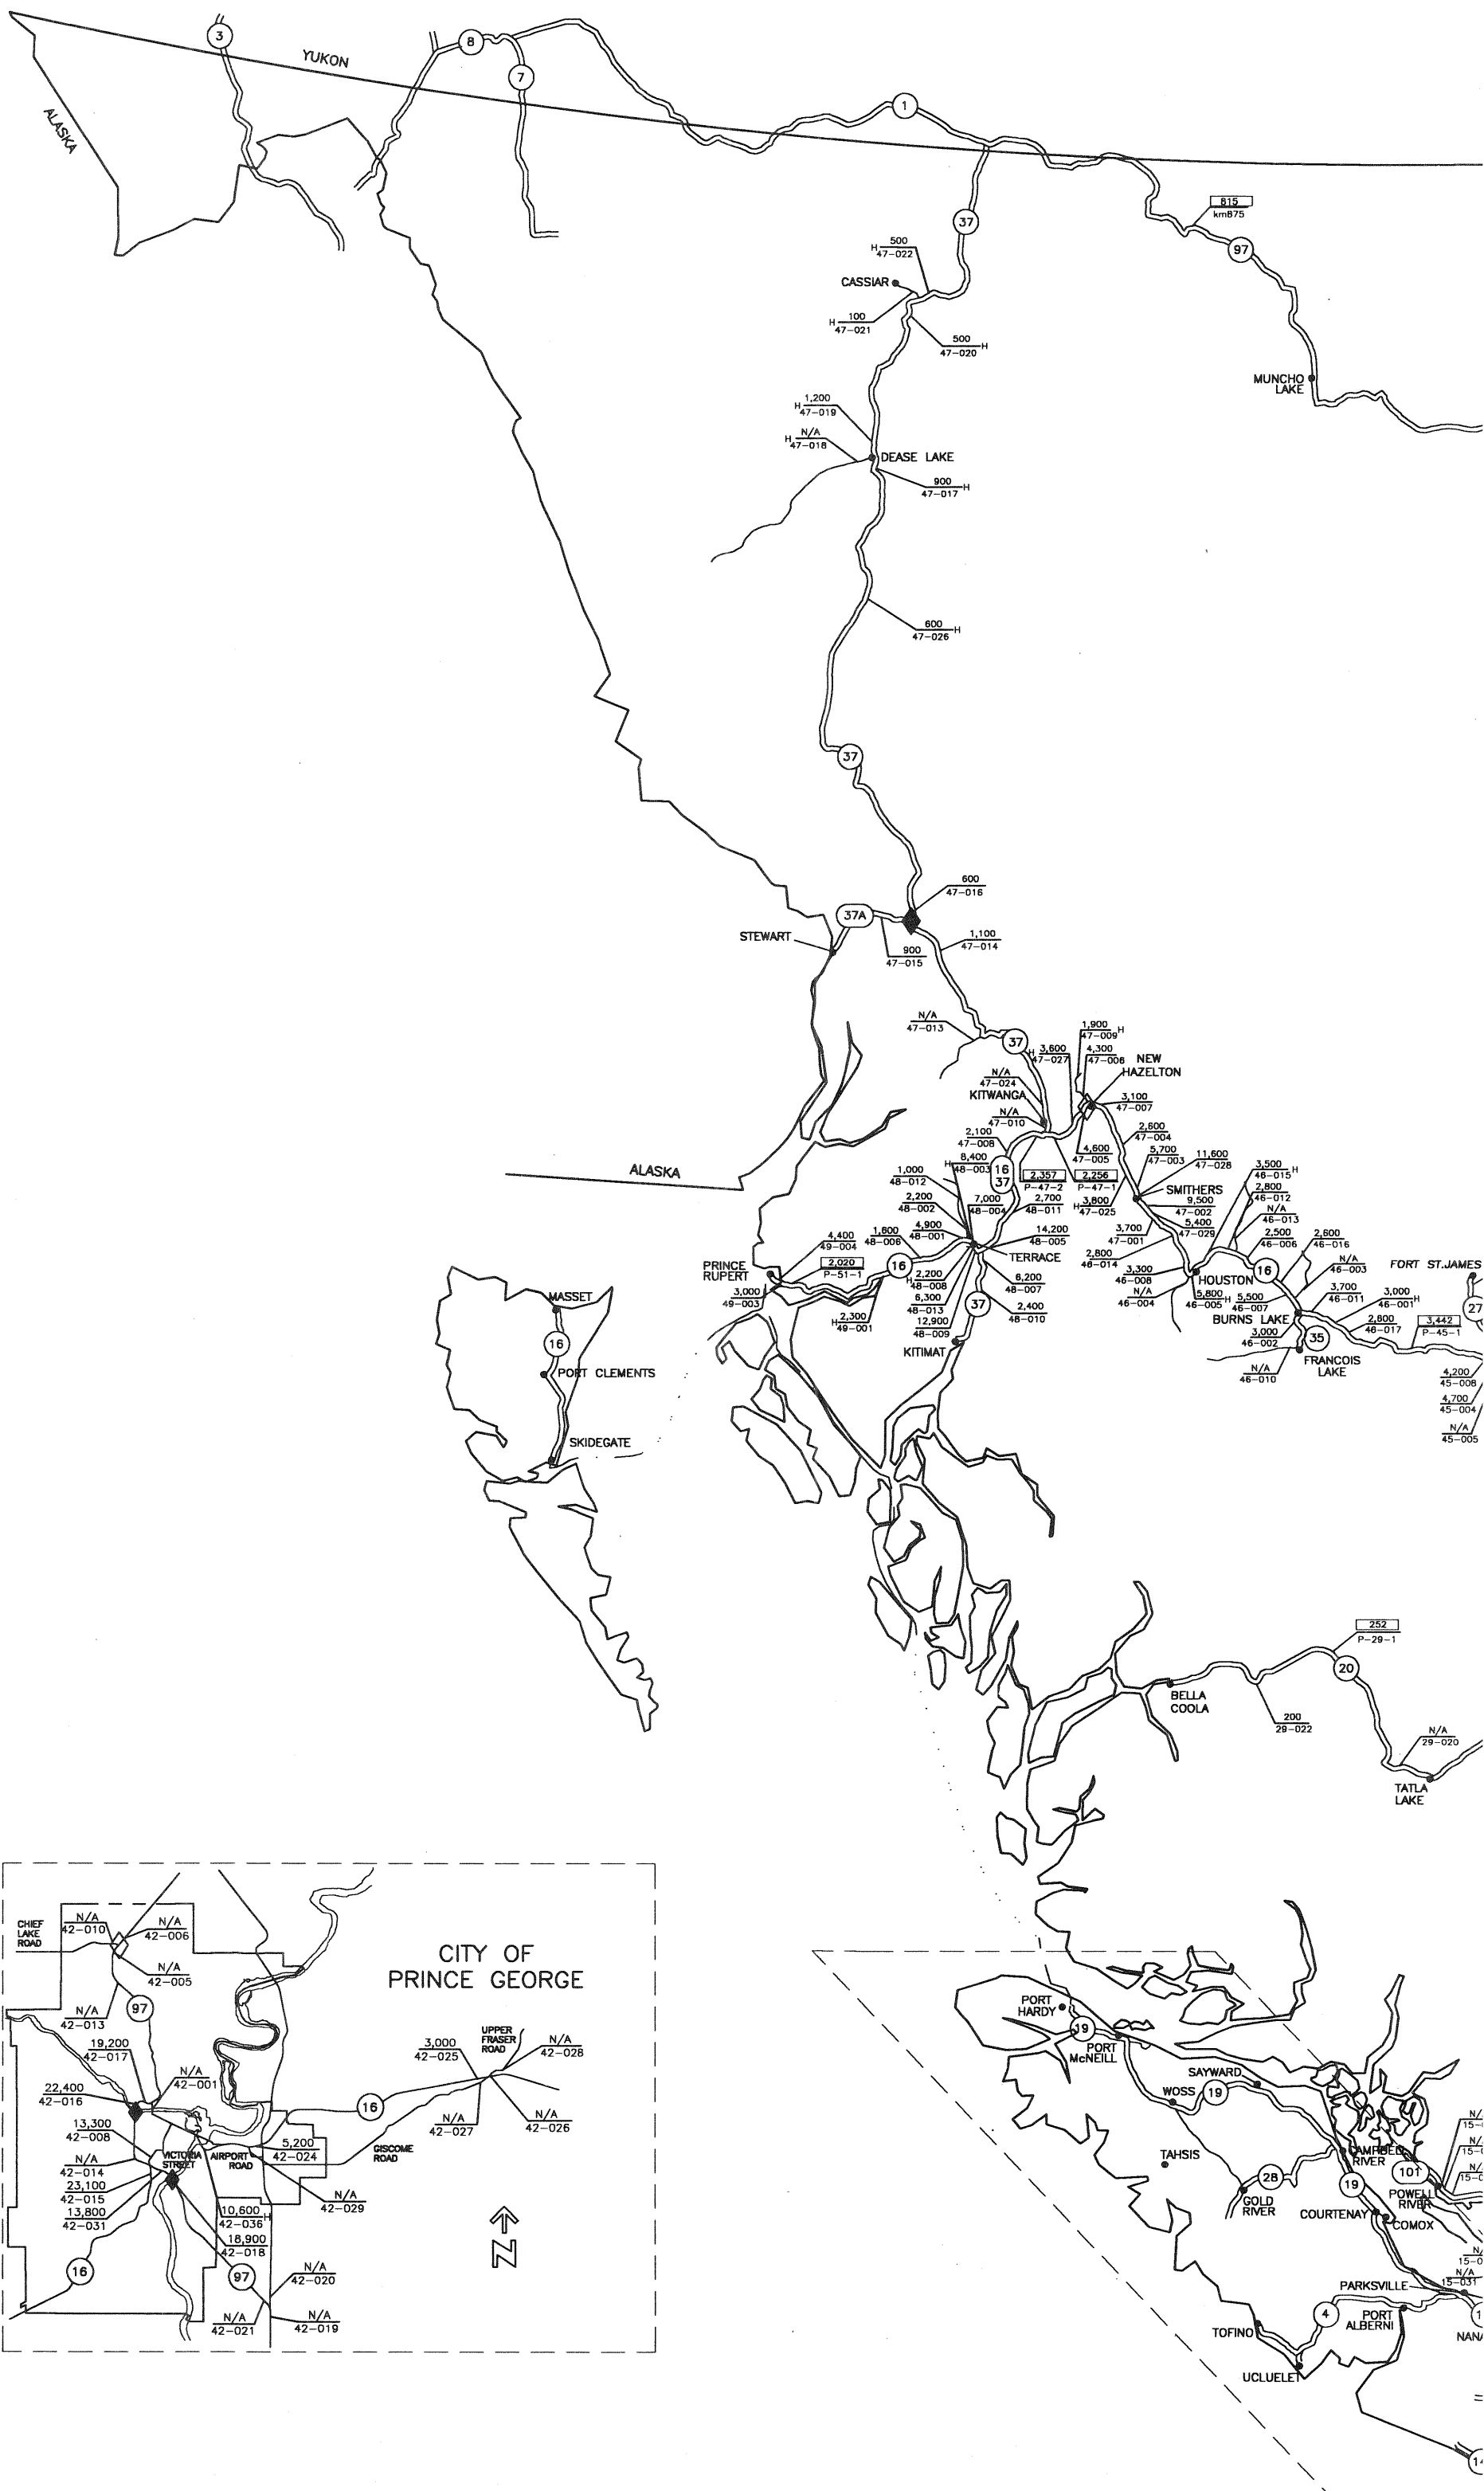 3
YUKON
8
7
1
ALASKA
37
815
km875
97
H 500
47-022
CASSIAR
H 100
47-021
500 H
47-020
MUNCHO
LAKE
H 1,200
47-019
H N/A
47-018
DEASE LAKE
900 H
47-017
600 H
47-026
37
600
47-016
37A
STEWART
900
47-015
1,100
47-014
N/A
47-013
37
1,900 H
47-009
H 3,600
47-027
4,300
47-006
NEW
HAZELTON
N/A
47-024
KITWANGA
3,100
47-007
N/A
47-010
2,100
47-008
4,600
47-005
2,600
47-004
5,700
47-003
11,600
47-028
ALASKA
H 8,400
48-003
16
37
2,357
P-47-2
2,256
P-47-1
3,500 H
46-015
1,000
48-012
2,800
46-012
2,200
48-002
7,000
48-004
2,700
48-011
H 3,800
47-025
SMITHERS
9,500
47-002
N/A
46-013
4,400
49-004
1,600
48-006
4,900
48-001
14,200
48-005
3,700
47-001
5,400
47-029
2,500
46-006
2,600
46-016
TERRACE
2,800
46-014
N/A
46-003
PRINCE
RUPERT
2,020
P-51-1
16
H 2,200
48-008
6,200
48-007
3,300
46-008
HOUSTON
16
FORT ST.JAMES
3,000
49-003
6,300
48-013
N/A
46-004
5,800 H
46-005
5,500
46-007
3,700
46-011
3,000 H
46-001
MASSET
H 2,300
49-001
12,900
48-009
37
2,400
48-010
BURNS LAKE
2,800
46-017
3,442
P-45-1
27
16
KITIMAT
3,000
46-002
35
PORT CLEMENTS
N/A
46-010
FRANCOIS
LAKE
4,200
45-008
4,700
45-004
N/A
45-005
SKIDEGATE
252
P-29-1
20
BELLA
COOLA
200
29-022
N/A
29-020
TATLA
LAKE
CHIEF
LAKE
ROAD
N/A
42-010
N/A
42-006
CITY OF
PRINCE GEORGE
N/A
42-005
N/A
42-013
97
19,200
42-017
N/A
42-001
3,000
42-025
UPPER
FRASER
ROAD
N/A
42-028
22,400
42-016
16
13,300
42-008
N/A
42-027
N/A
42-026
N/A
42-014
VICTORIA
STREET
AIRPORT
ROAD
5,200
42-024
GISCOME
ROAD
23,100
42-015
N/A
42-029
13,800
42-031
10,600 H
42-036
18,900
42-018
16
97
N/A
42-020
N/A
42-021
N/A
42-019
N
PORT
HARDY
19
PORT
McNEILL
SAYWARD
WOSS
19
TAHSIS
CAMPBELL
RIVER
28
19
101
GOLD
RIVER
POWELL
RIVER
COURTENAY
COMOX
N/A
15-031
PARKSVILLE
4
PORT
ALBERNI
TOFINO
UCLUELET
NAN
14